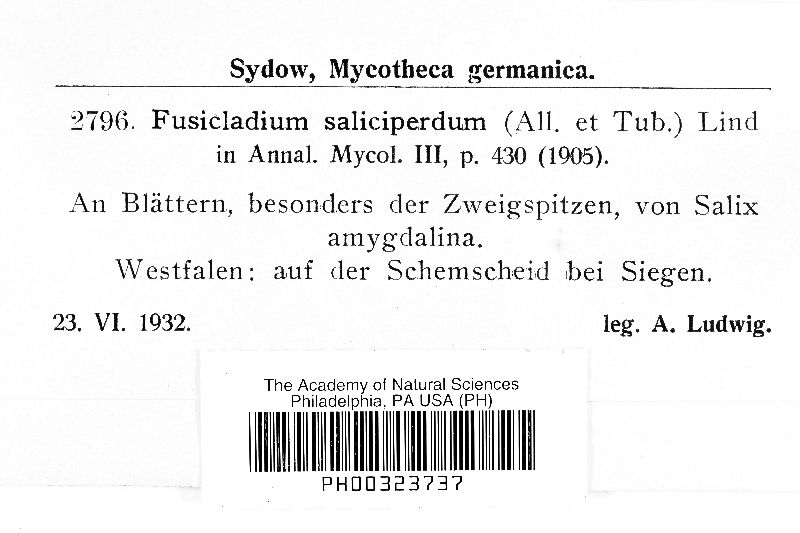 Sydow, Mycotheca germanica.
2796. Fusicladium saliciperdum (All. et Tub.) Lind
in Annal. Mycol. III, p. 430 (1905).
An Blättern, besonders der Zweigspitzen, von Salix
amygdalina.
Westfalen: auf der Schemscheid bei Siegen.
23. VI. 1932. leg. A. Ludwig.
The Academy of Natural Sciences
Philadelphia, PA USA (PH)
PH00323737